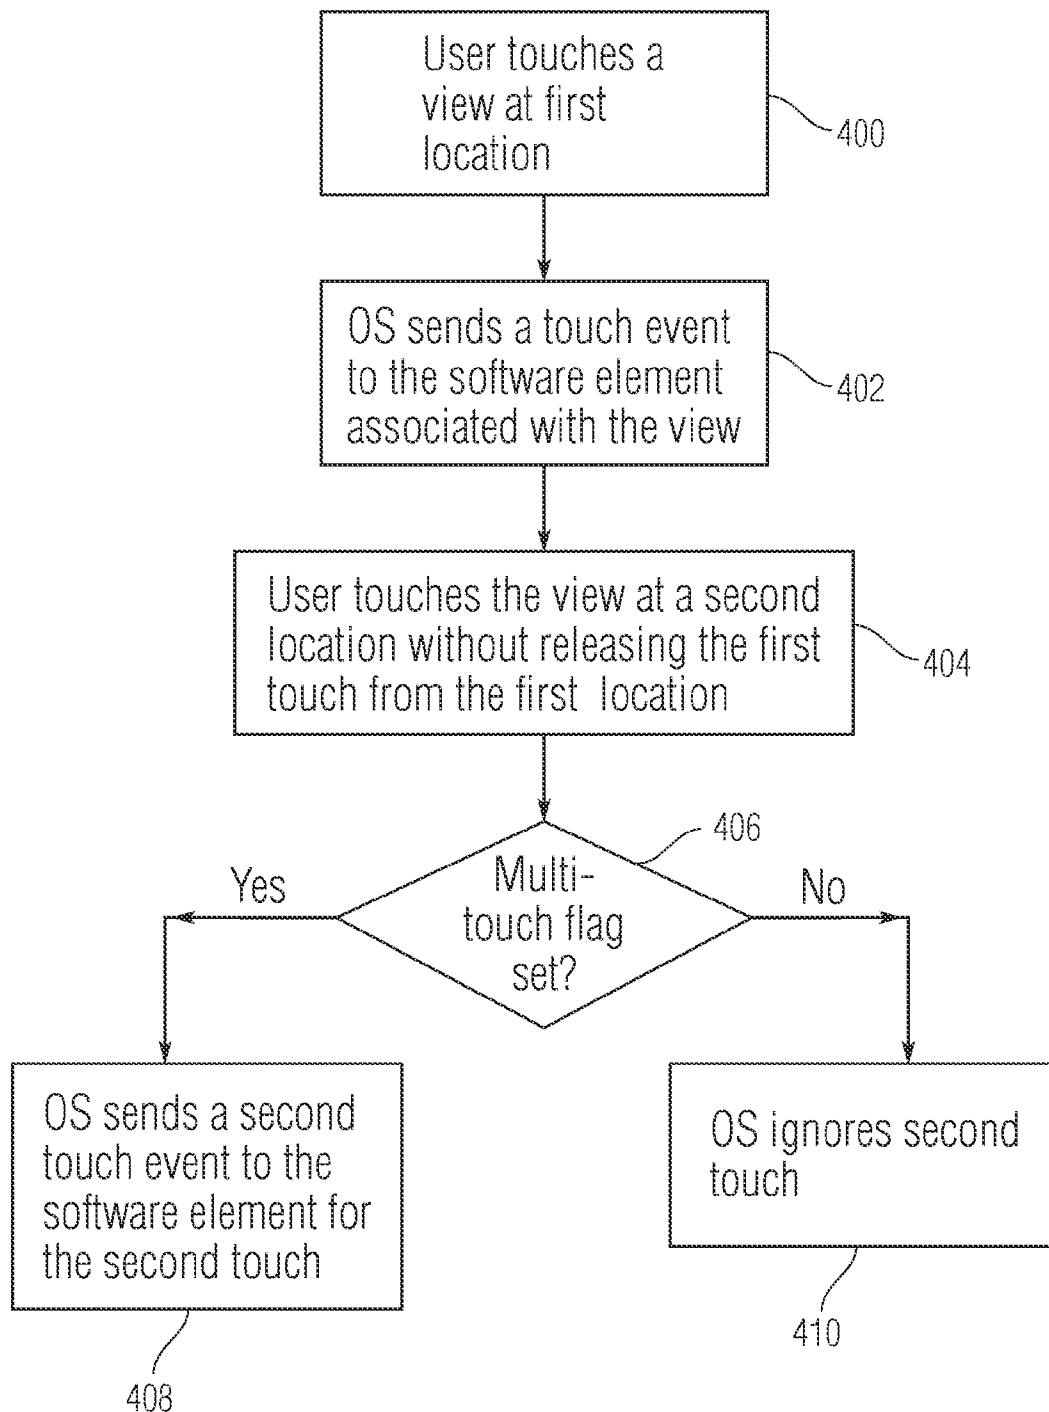 User touches a
view at first
location
400
OS sends a touch event
to the software element
associated with the view
402
User touches the view at a second
location without releasing the first
touch from the first location
404
406
Multi-
touch flag
set?
Yes
No
OS sends a second
touch event to the
software element for
the second touch
408
OS ignores second
touch
410